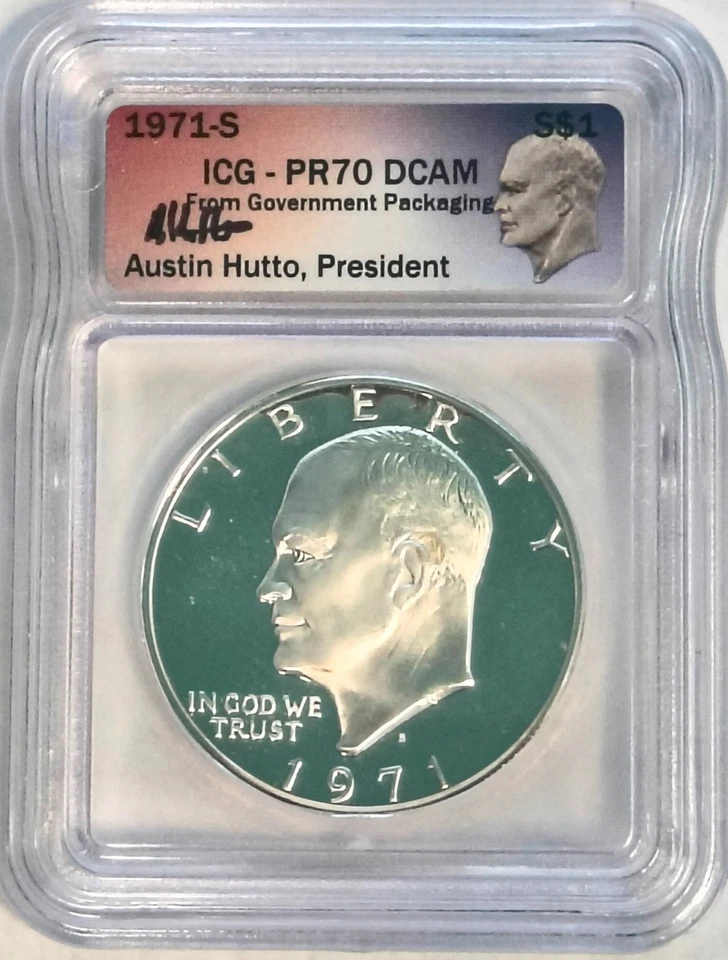 1971-S S$1
ICG - PR70 DCAM
From Government Packaging
Austin Hutto, President
LIBERTY
IN GOD WE
TRUST
1971